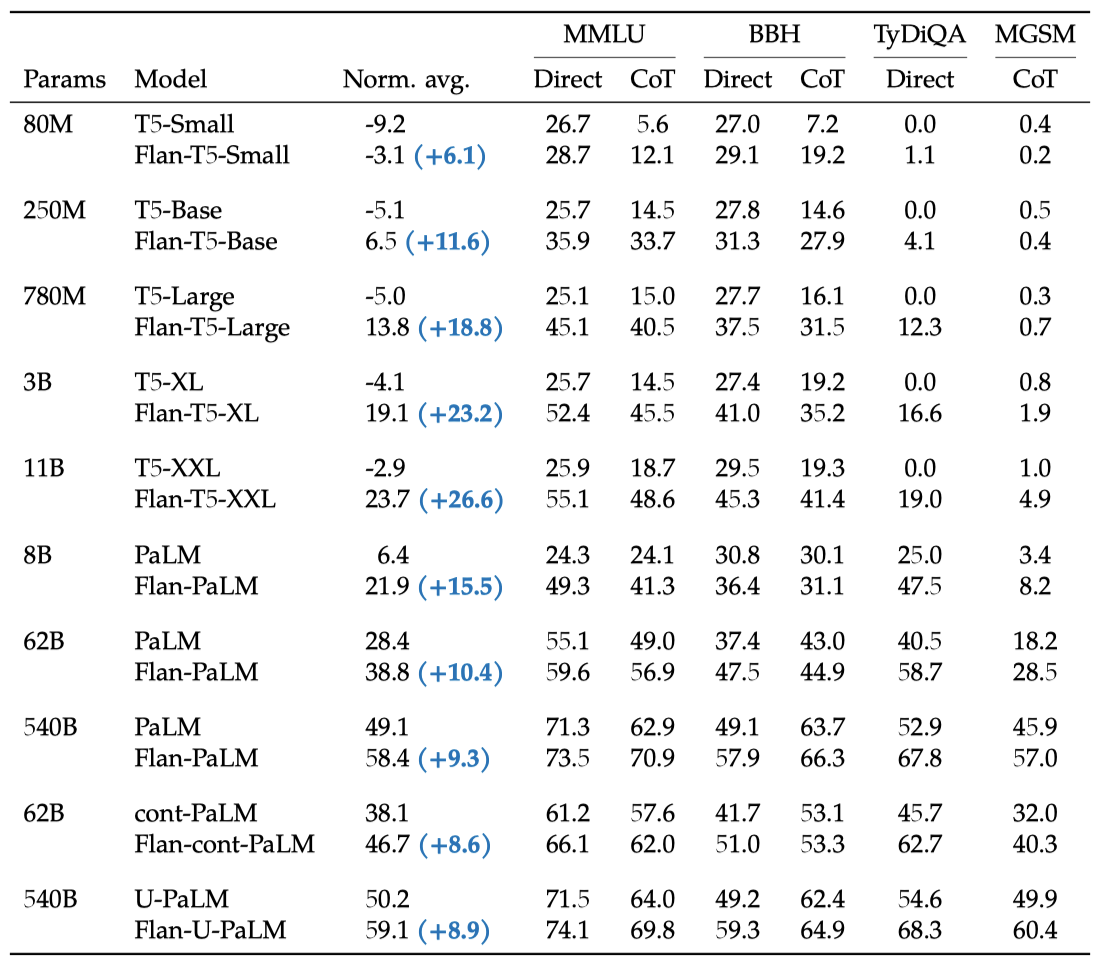 MMLU BBH TyDiQA MGSM
Params Model Norm. avg. Direct CoT Direct CoT Direct CoT
80M T5-Small -9.2 26.7 5.6 27.0 7.2 0.0 0.4
Flan-T5-Small -3.1 (+6.1) 28.7 12.1 29.1 19.2 1.1 0.2
250M T5-Base -5.1 25.7 14.5 27.8 14.6 0.0 0.5
Flan-T5-Base 6.5 (+11.6) 35.9 33.7 31.3 27.9 4.1 0.4
780M T5-Large -5.0 25.1 15.0 27.7 16.1 0.0 0.3
Flan-T5-Large 13.8 (+18.8) 45.1 40.5 37.5 31.5 12.3 0.7
3B T5-XL -4.1 25.7 14.5 27.4 19.2 0.0 0.8
Flan-T5-XL 19.1 (+23.2) 52.4 45.5 41.0 35.2 16.6 1.9
11B T5-XXL -2.9 25.9 18.7 29.5 19.3 0.0 1.0
Flan-T5-XXL 23.7 (+26.6) 55.1 48.6 45.3 41.4 19.0 4.9
8B PaLM 6.4 24.3 24.1 30.8 30.1 25.0 3.4
Flan-PaLM 21.9 (+15.5) 49.3 41.3 36.4 31.1 47.5 8.2
62B PaLM 28.4 55.1 49.0 37.4 43.0 40.5 18.2
Flan-PaLM 38.8 (+10.4) 59.6 56.9 47.5 44.9 58.7 28.5
540B PaLM 49.1 71.3 62.9 49.1 63.7 52.9 45.9
Flan-PaLM 58.4 (+9.3) 73.5 70.9 57.9 66.3 67.8 57.0
62B cont-PaLM 38.1 61.2 57.6 41.7 53.1 45.7 32.0
Flan-cont-PaLM 46.7 (+8.6) 66.1 62.0 51.0 53.3 62.7 40.3
540B U-PaLM 50.2 71.5 64.0 49.2 62.4 54.6 49.9
Flan-U-PaLM 59.1 (+8.9) 74.1 69.8 59.3 64.9 68.3 60.4